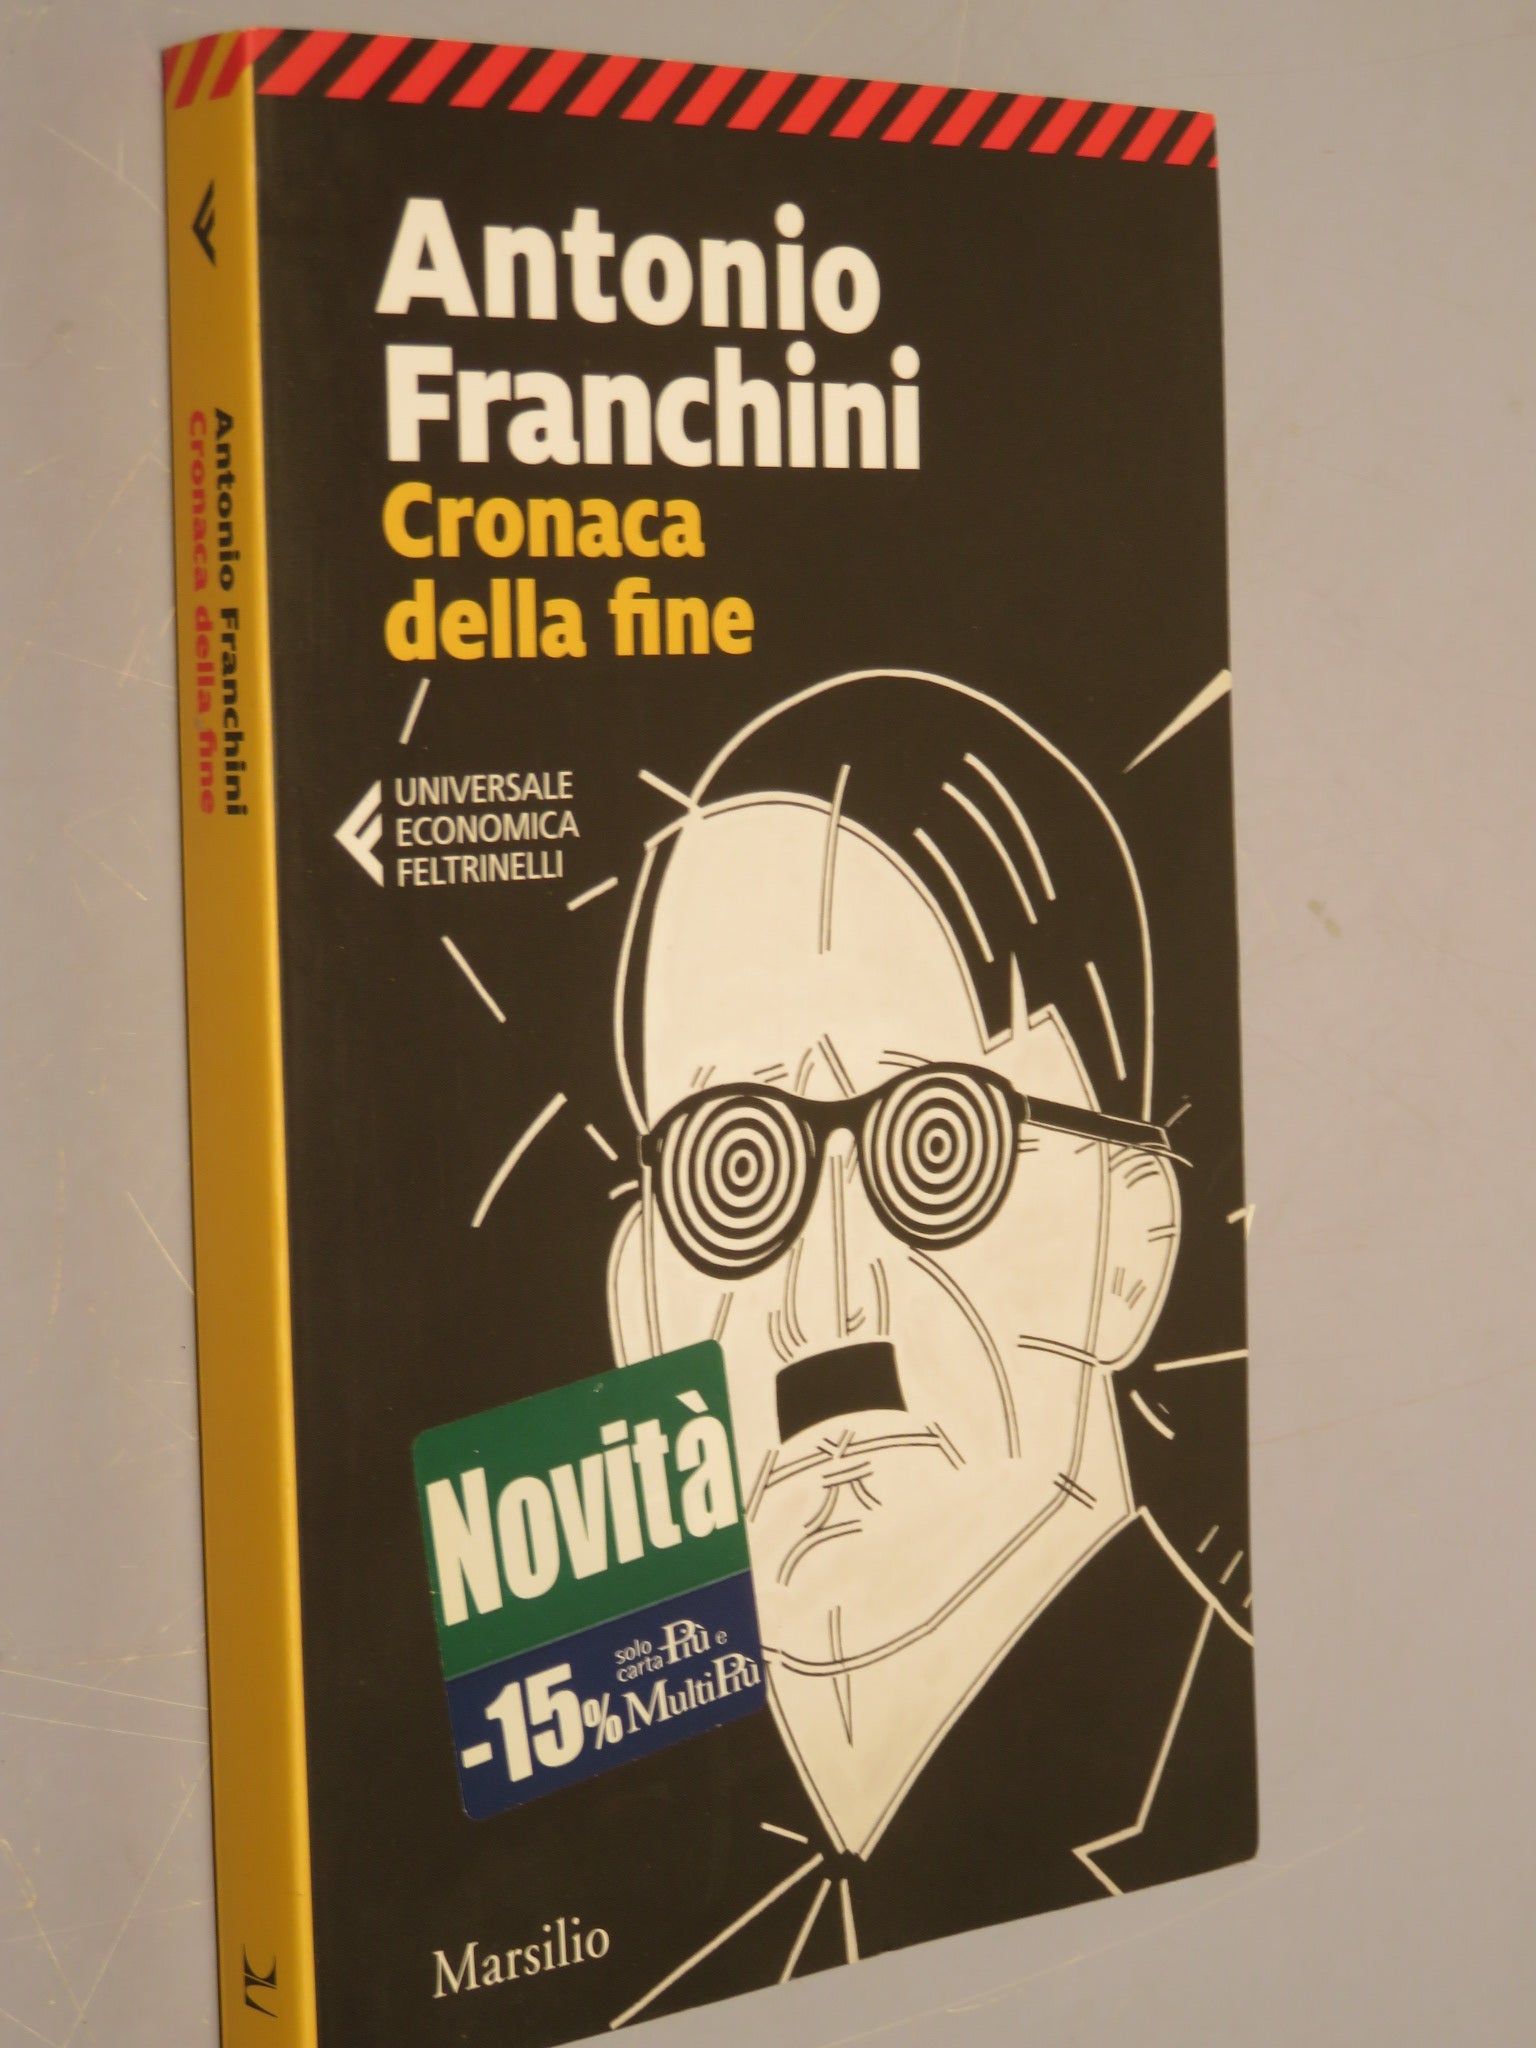 Antonio
Franchini
Cronaca
della fine
UNIVERSALE
ECONOMICA
FELTRINELLI
Novità
-15% solo carta Più e MultiPiù
Marsilio
Antonio Franchini
Cronaca della fine